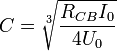 C = \sqrt[3]{\frac{R_{CB} I_0}{4 U_0}}